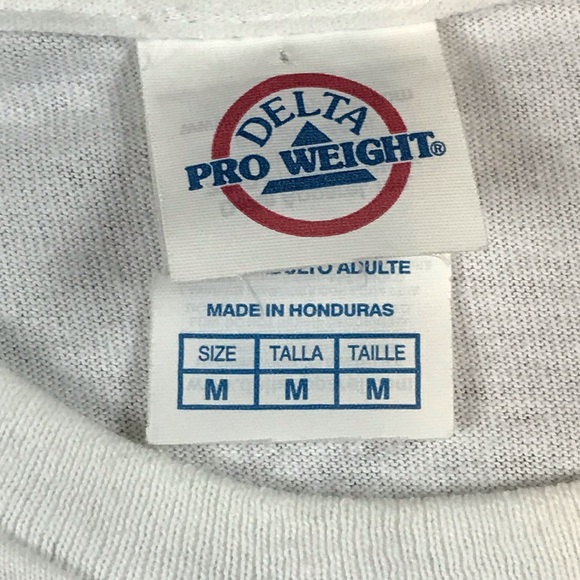 DELTA
PRO WEIGHT®
ADULTE
MADE IN HONDURAS
SIZE TALLA TAILLE
M M M